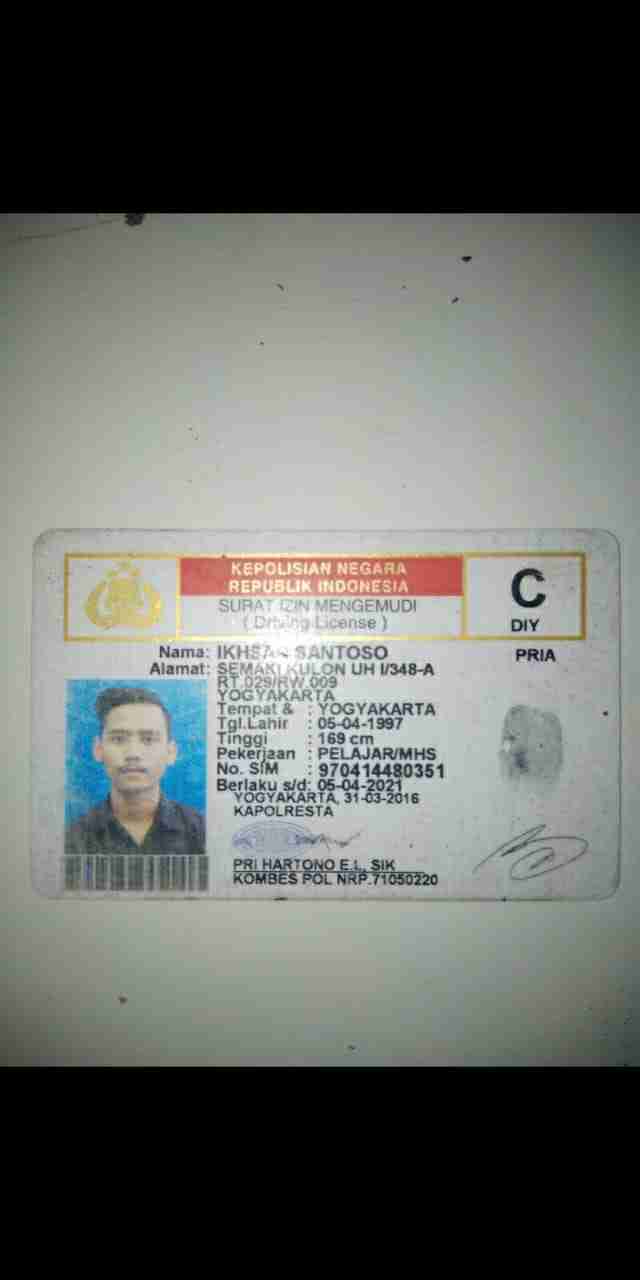 KEPOLISIAN NEGARA
REPUBLIK INDONESIA
SURAT IZIN MENGEMUDI
( Driving License )
C
DIY
Nama: IKHSAN SANTOSO
PRIA
Alamat: SEMAKI KULON UH I/348-A
RT.029/RW.009
YOGYAKARTA
Tempat & : YOGYAKARTA
Tgl.Lahir : 05-04-1997
Tinggi : 169 cm
Pekerjaan : PELAJAR/MHS
No. SIM : 970414480351
Berlaku s/d: 05-04-2021
YOGYAKARTA, 31-03-2016
KAPOLRESTA
PRI HARTONO E.L, SIK
KOMBES POL NRP.71050220